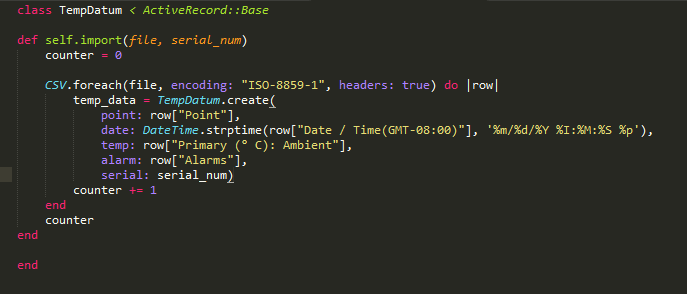 class TempDatum < ActiveRecord::Base
def self.import(file, serial_num)
counter = 0
CSV.foreach(file, encoding: "ISO-8859-1", headers: true) do |row|
temp_data = TempDatum.create(
point: row["Point"],
date: DateTime.strptime(row["Date / Time(GMT-08:00)"], '%m/%d/%Y %I:%M:%S %p'),
temp: row["Primary (° C): Ambient"],
alarm: row["Alarms"],
serial: serial_num)
counter += 1
end
counter
end
end